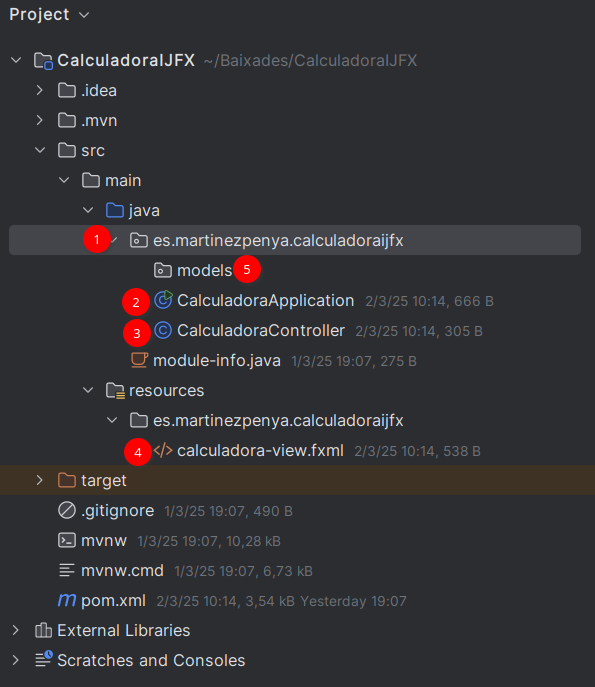 Project
CalculadoraIJFX ~/Baixades/CalculadoraIJFX
.idea
.mvn
src
main
java
1 es.martinezpenya.calculadoraijfx
models 5
2 CalculadoraApplication 2/3/25 10:14, 666 B
3 CalculadoraController 2/3/25 10:14, 305 B
module-info.java 1/3/25 19:07, 275 B
resources
es.martinezpenya.calculadoraijfx
4 </> calculadora-view.fxml 2/3/25 10:14, 538 B
target
.gitignore 1/3/25 19:07, 490 B
mvnw 1/3/25 19:07, 10,28 kB
mvnw.cmd 1/3/25 19:07, 6,73 kB
m pom.xml 2/3/25 10:14, 3,54 kB Yesterday 19:07
External Libraries
Scratches and Consoles